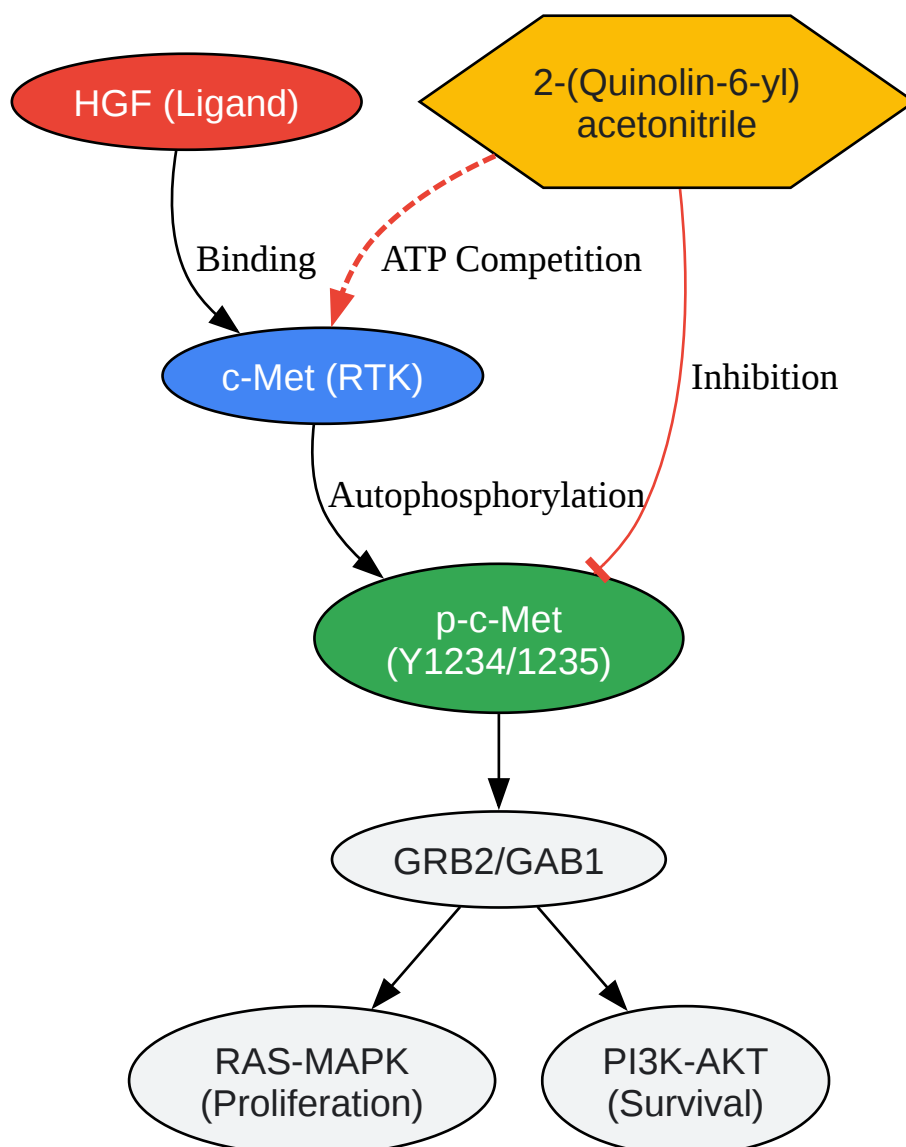 HGF (Ligand)
2-(Quinolin-6-yl)
acetonitrile
Binding
ATP Competition
c-Met (RTK)
Inhibition
Autophosphorylation
p-c-Met
(Y1234/1235)
GRB2/GAB1
RAS-MAPK
(Proliferation)
PI3K-AKT
(Survival)